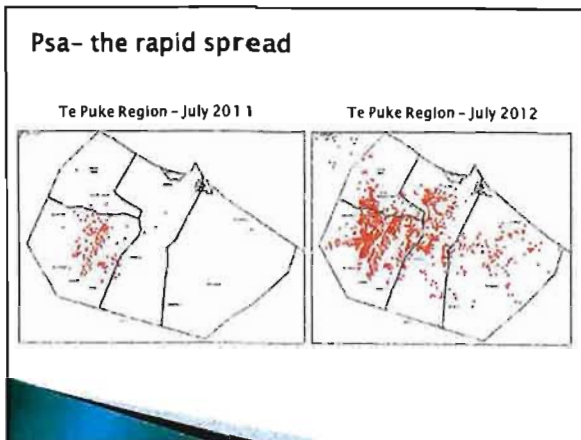 Psa- the rapid spread
Te Puke Region - July 2011
Te Puke Region - July 2012